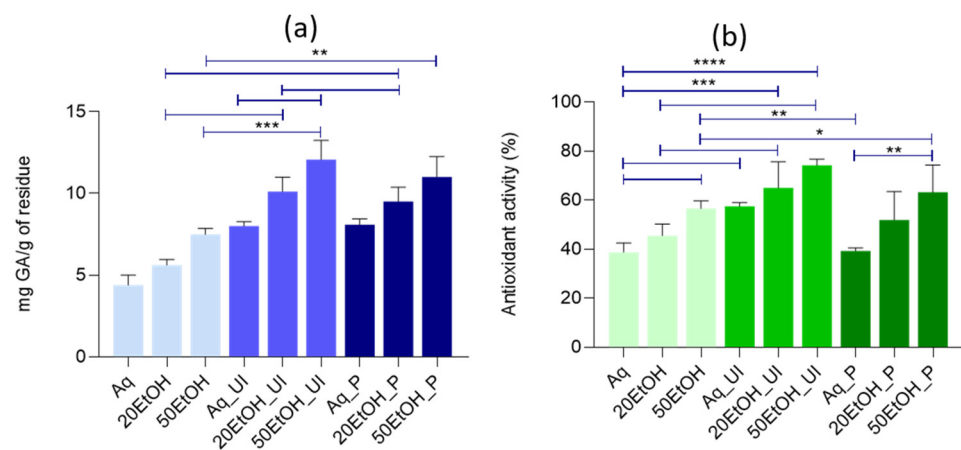 (a)
**
***
mg GA/g of residue
15
10
5
0
Aq
20EtOH
50EtOH
Aq_UI
20EtOH_UI
50EtOH_UI
Aq_P
20EtOH_P
50EtOH_P
(b)
****
***
**
*
**
Antioxidant activity (%)
100
80
60
40
20
0
Aq
20EtOH
50EtOH
Aq_UI
20EtOH_UI
50EtOH_UI
Aq_P
20EtOH_P
50EtOH_P